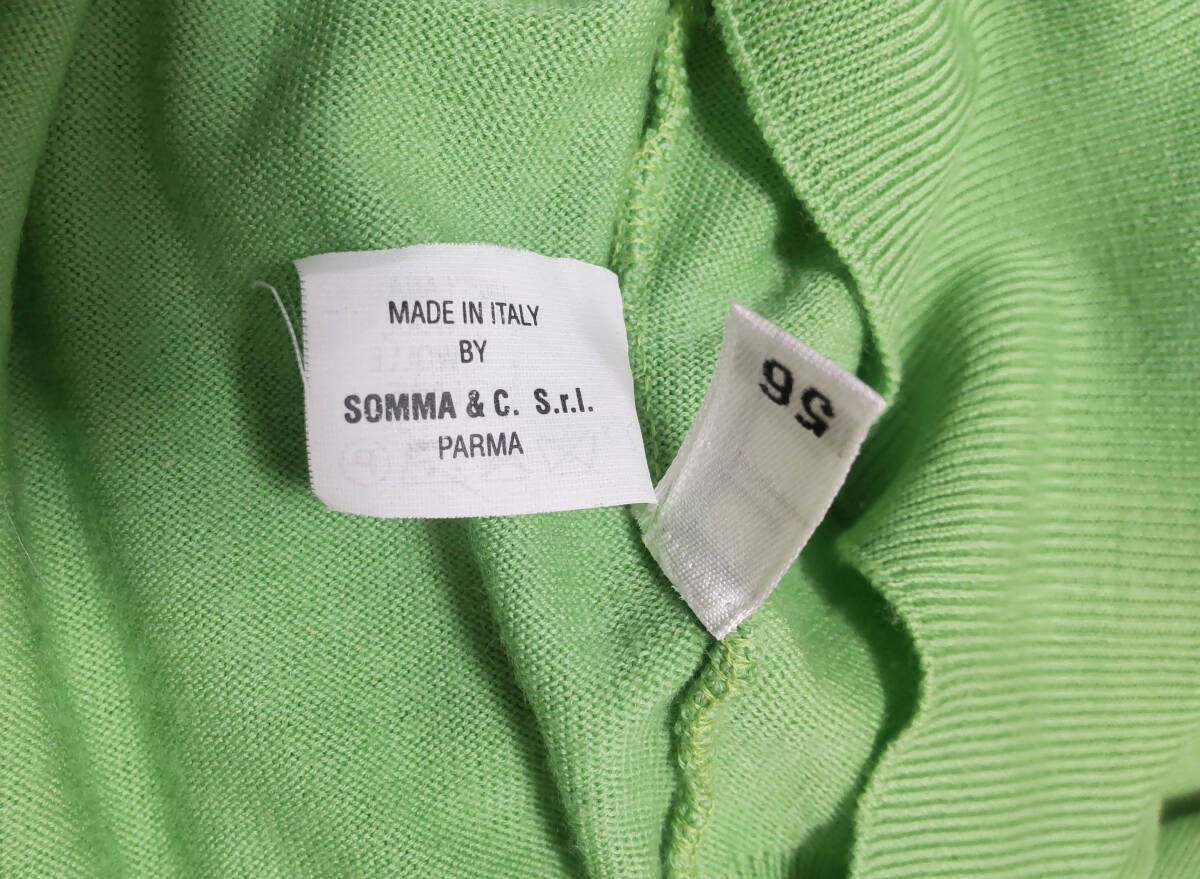 MADE IN ITALY
BY
SOMMA & C. S.r.l.
PARMA
56